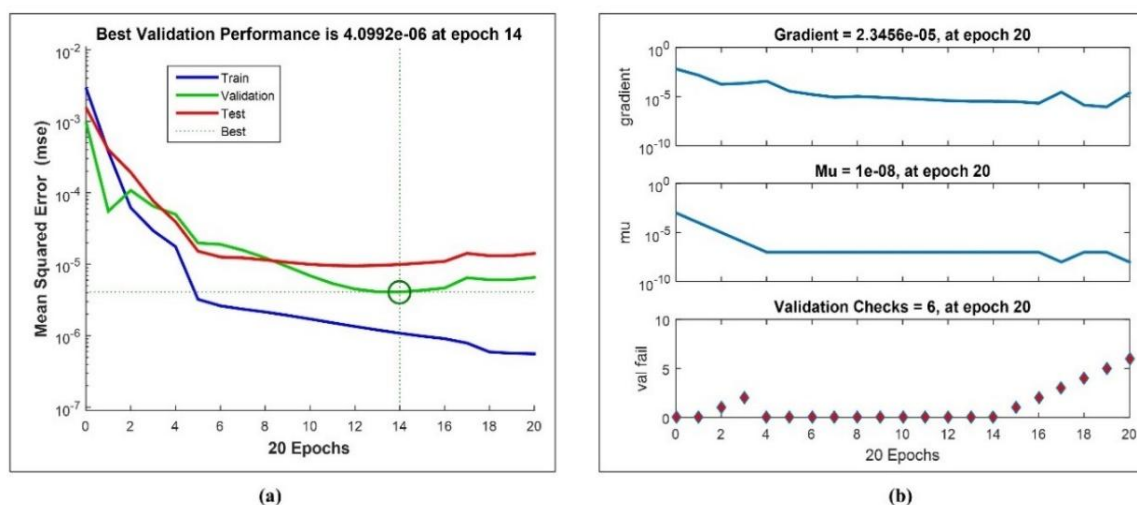 Best Validation Performance is 4.0992e-06 at epoch 14
Mean Squared Error (mse)
10-2
10-3
10-4
10-5
10-6
10-7
Train
Validation
Test
Best
0 2 4 6 8 10 12 14 16 18 20
20 Epochs
(a)
Gradient = 2.3456e-05, at epoch 20
gradient
100
10-5
10-10
Mu = 1e-08, at epoch 20
mu
100
10-5
10-10
Validation Checks = 6, at epoch 20
val fail
10
5
0
0 2 4 6 8 10 12 14 16 18 20
20 Epochs
(b)